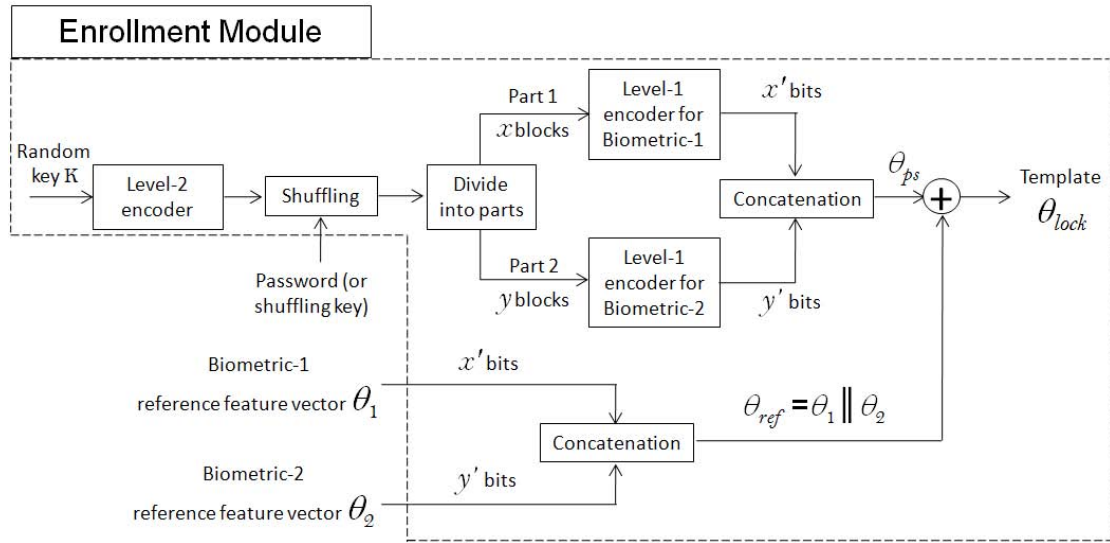 Enrollment Module
Random
key K
Level-2
encoder
Shuffling
Password (or
shuffling key)
Divide
into parts
Part 1
x blocks
Level-1
encoder for
Biometric-1
x' bits
Part 2
y blocks
Level-1
encoder for
Biometric-2
y' bits
Concatenation
θps
+
Template
θlock
Biometric-1
reference feature vector θ1
x' bits
Biometric-2
reference feature vector θ2
y' bits
Concatenation
θref = θ1 || θ2